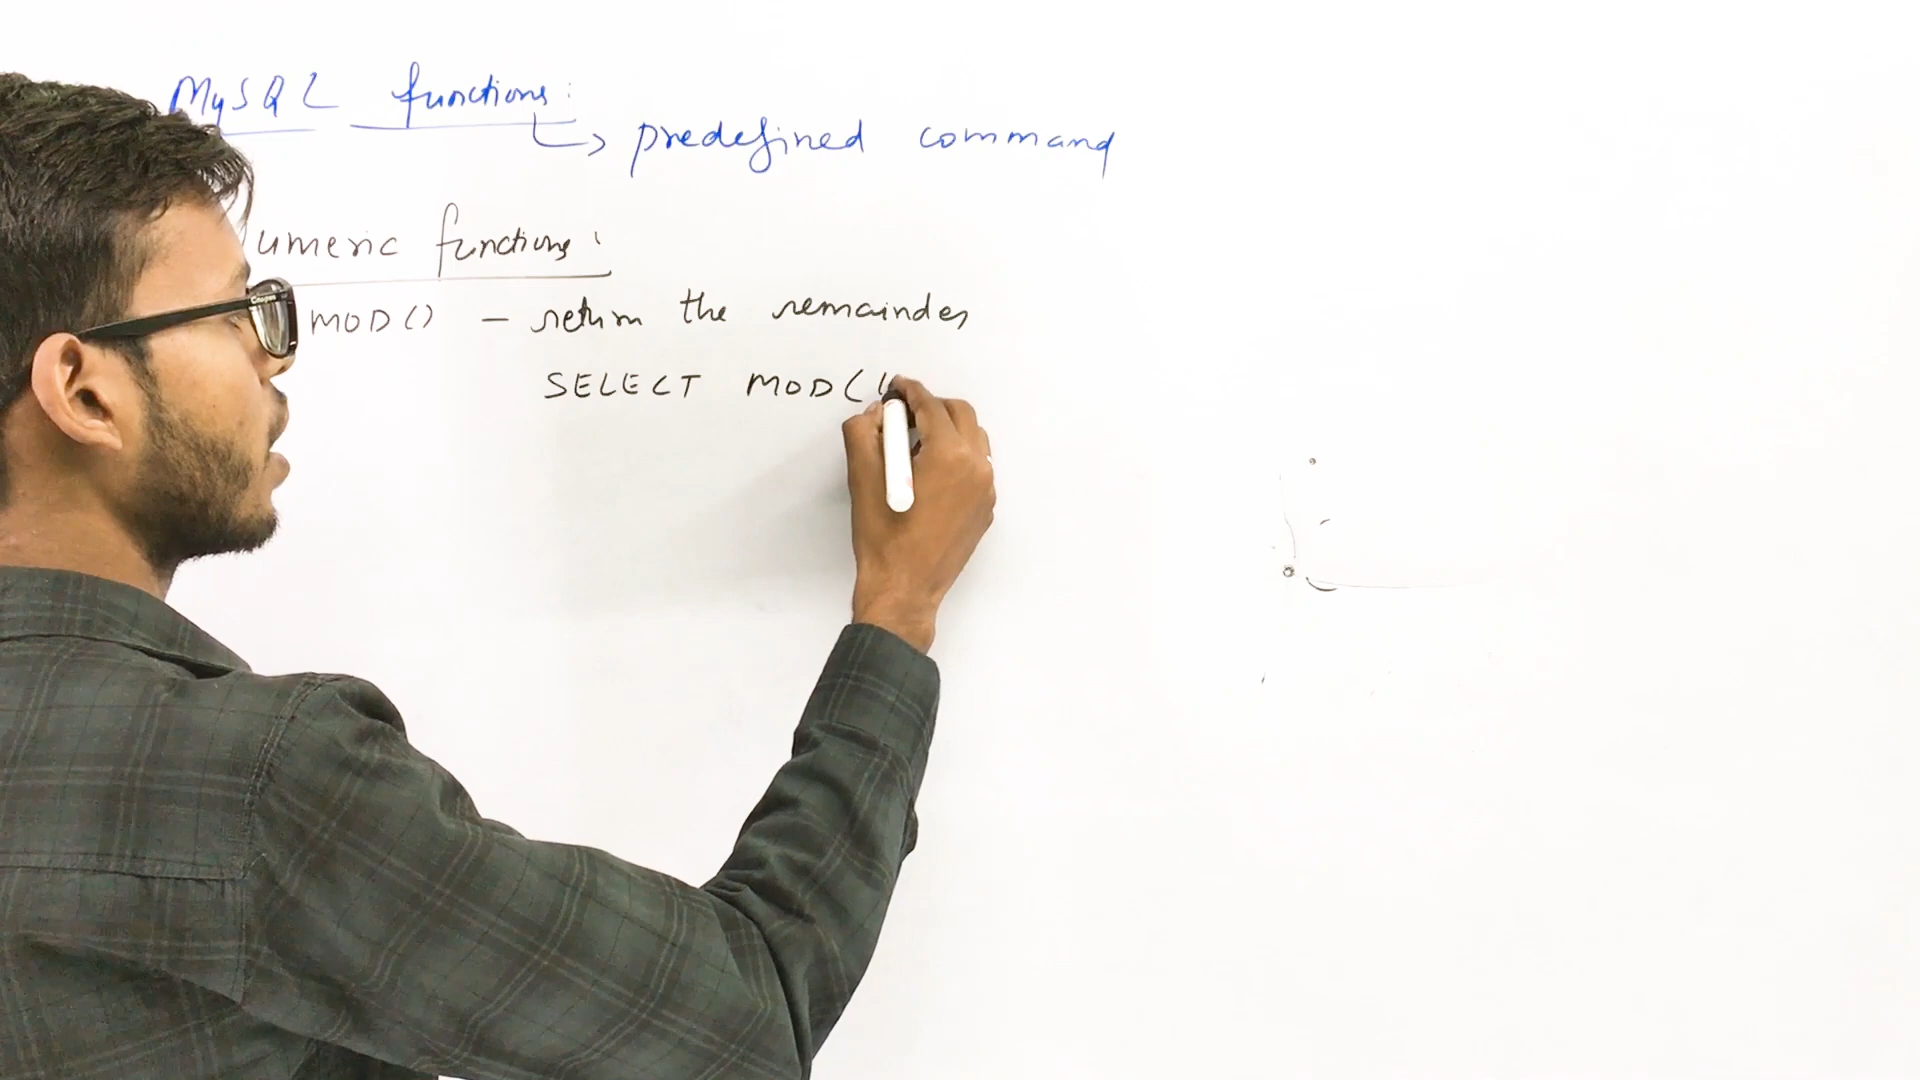 MySQL functions:
predefined command
umeric functions:
MOD() - return the remainder
SELECT MOD(